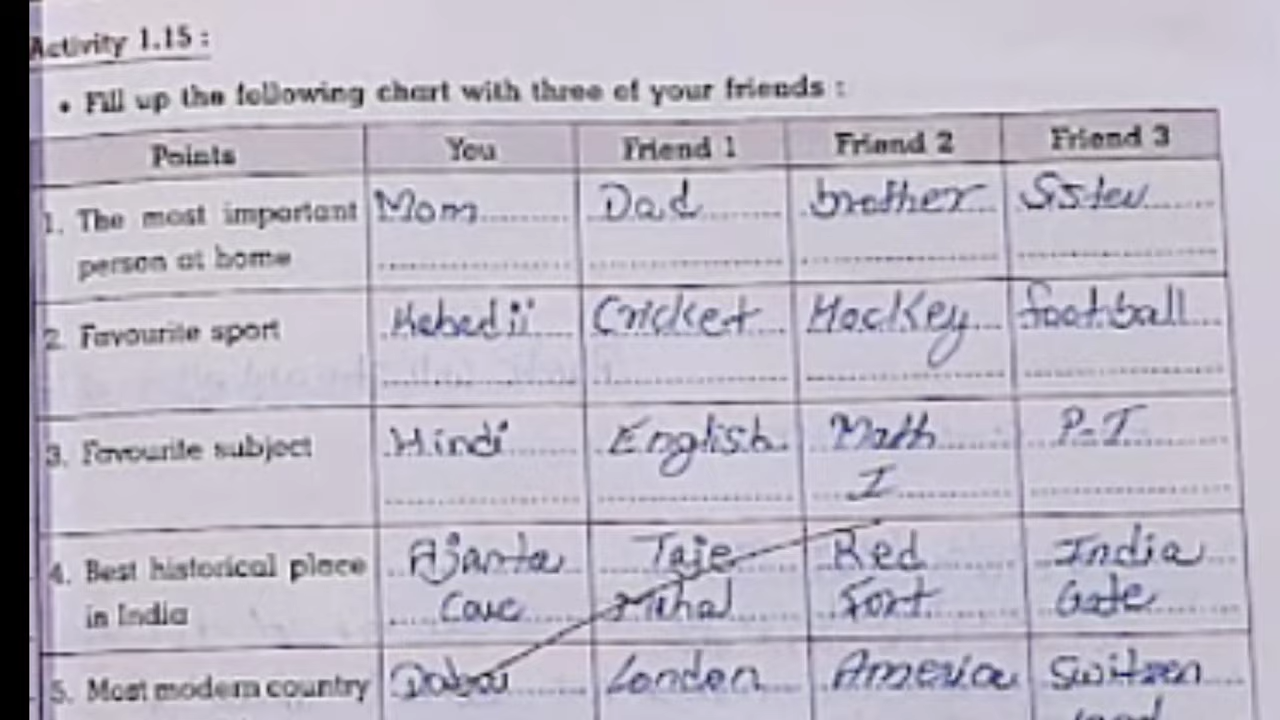 Activity 1.15 :
• Fill up the following chart with three of your friends :
Points You Friend 1 Friend 2 Friend 3
1. The most important Mom Dad brother Sister
person at home
2. Favourite sport Kebedii Cricket Hockey football
3. Favourite subject Hindi English Math P-T
I
4. Best historical place Ajanta Taje Red India
in India Cave Mahal Fort Gate
5. Most modern country Dubai London America Switzen
land